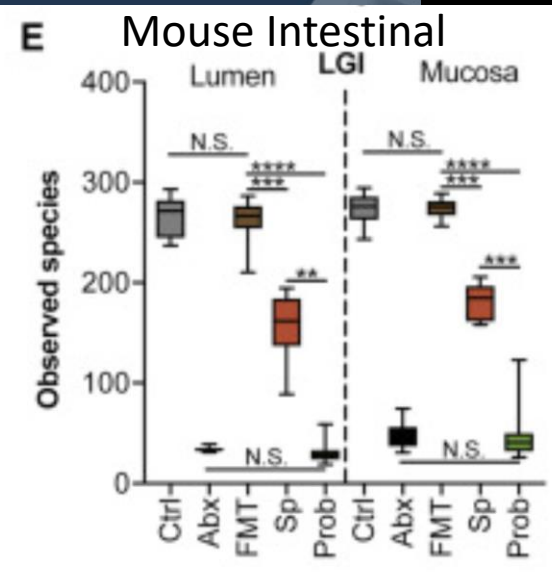 Mouse Intestinal
E
LGI
Lumen
Mucosa
Observed species
400
300
200
100
0
N.S.
****
***
**
N.S.
N.S.
****
***
***
N.S.
Ctrl
Abx
FMT
Sp
Prob
Ctrl
Abx
FMT
Sp
Prob